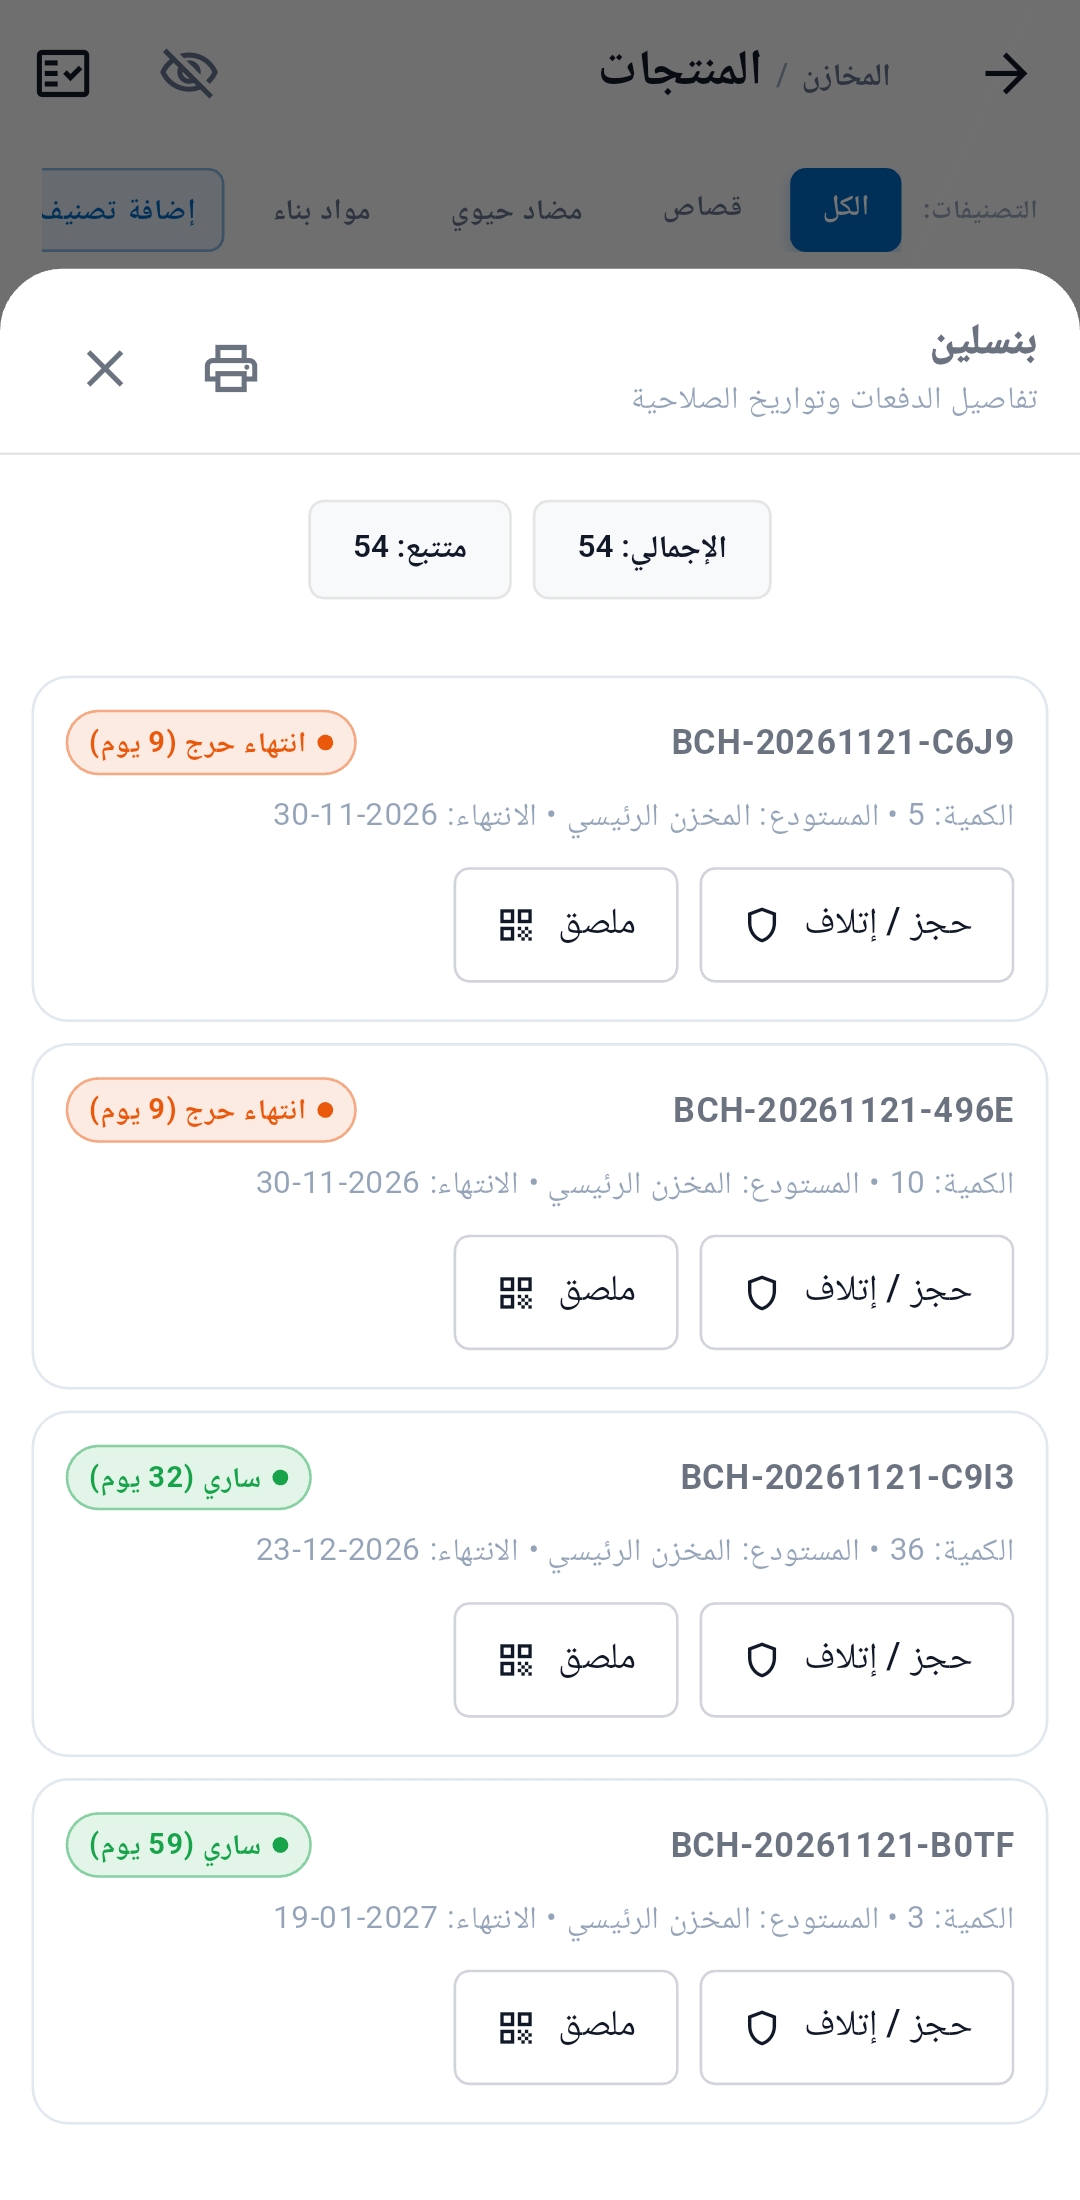 المخازن / المنتجات
التصنيفات: الكل قصاص مضاد حيوي مواد بناء إضافة تصنيف
بنسلين
تفاصيل الدفعات وتواريخ الصلاحية
الإجمالي: 54 متتبع: 54
BCH-20261121-C6J9 انتهاء حرج (9 يوم)
الكمية: 5 • المستودع: المخزن الرئيسي • الانتهاء: 2026-11-30
حجز / إتلاف ملصق
BCH-20261121-496E انتهاء حرج (9 يوم)
الكمية: 10 • المستودع: المخزن الرئيسي • الانتهاء: 2026-11-30
حجز / إتلاف ملصق
BCH-20261121-C9I3 ساري (32 يوم)
الكمية: 36 • المستودع: المخزن الرئيسي • الانتهاء: 2026-12-23
حجز / إتلاف ملصق
BCH-20261121-B0TF ساري (59 يوم)
الكمية: 3 • المستودع: المخزن الرئيسي • الانتهاء: 2027-01-19
حجز / إتلاف ملصق